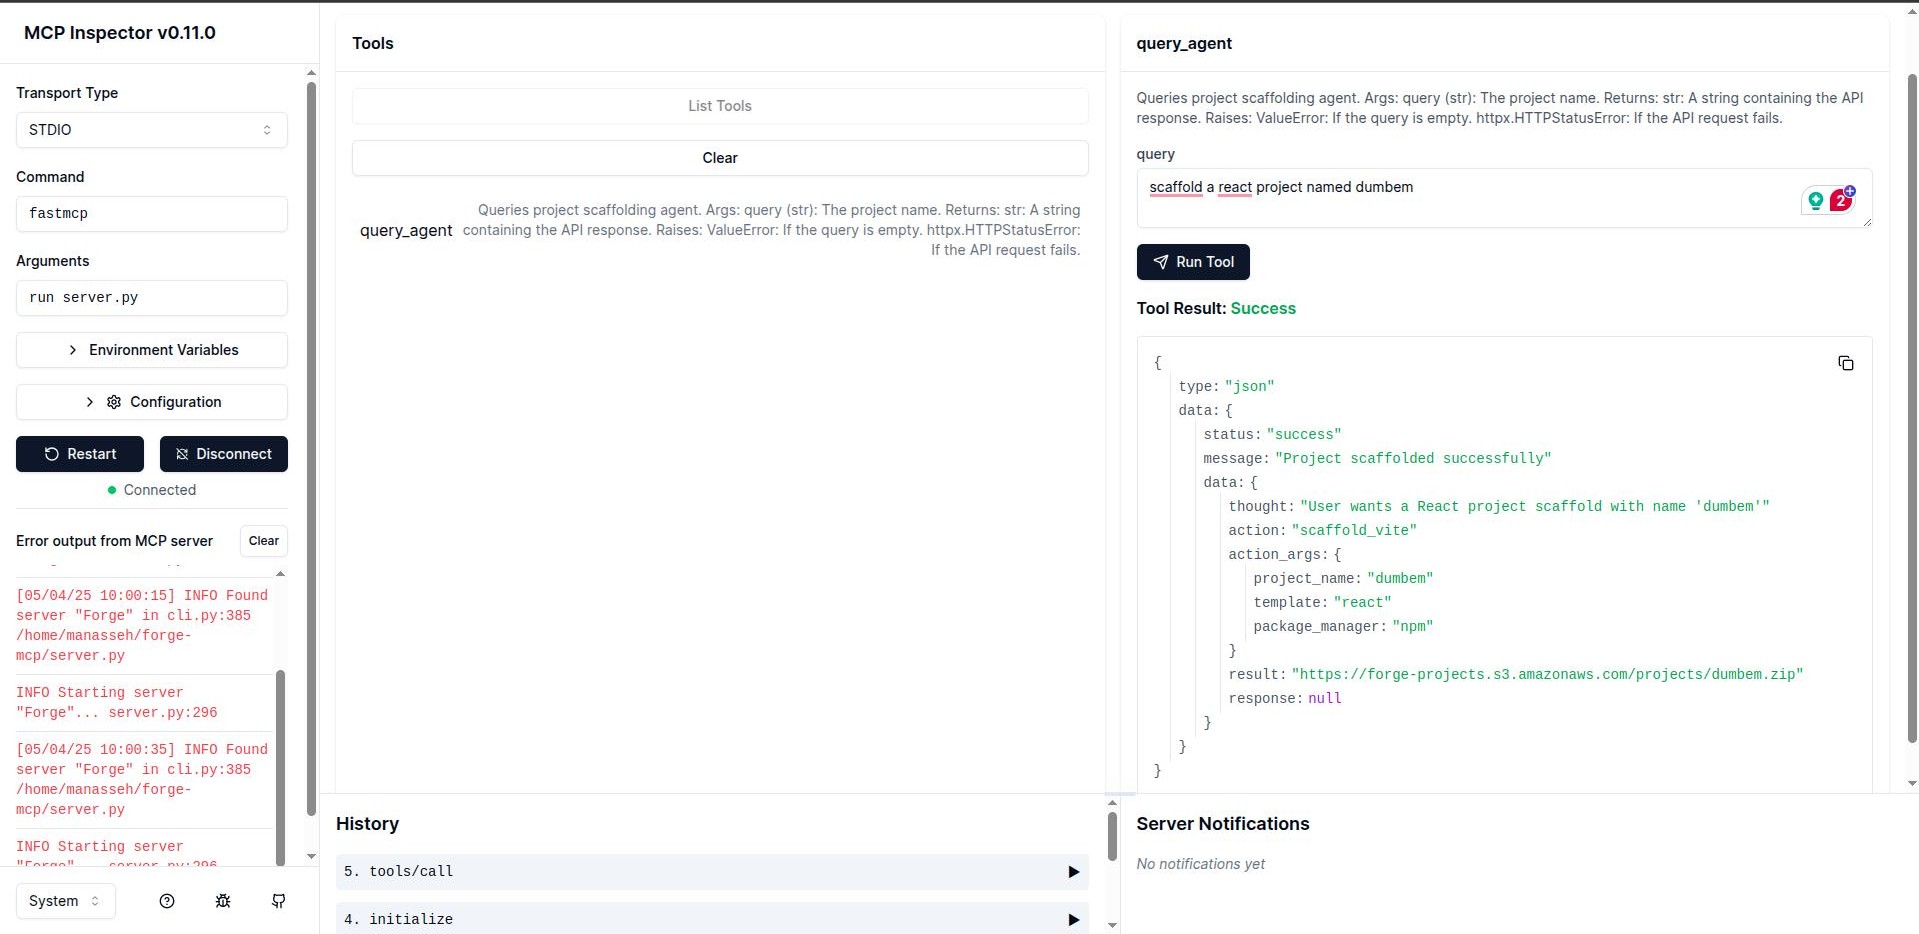 MCP Inspector v0.11.0
Transport Type
STDIO
Command
fastmcp
Arguments
run server.py
Environment Variables
Configuration
Restart
Disconnect
Connected
Error output from MCP server
Clear
[05/04/25 10:00:15] INFO Found
server "Forge" in cli.py:385
/home/manasseh/forge-
mcp/server.py
INFO Starting server
"Forge"... server.py:296
[05/04/25 10:00:35] INFO Found
server "Forge" in cli.py:385
/home/manasseh/forge-
mcp/server.py
INFO Starting server
"Forge"... server.py:296
System
Tools
List Tools
Clear
query_agent
Queries project scaffolding agent. Args: query (str): The project name. Returns: str: A string
containing the API response. Raises: ValueError: If the query is empty. httpx.HTTPStatusError:
If the API request fails.
History
5. tools/call
4. initialize
query_agent
Queries project scaffolding agent. Args: query (str): The project name. Returns: str: A string containing the API
response. Raises: ValueError: If the query is empty. httpx.HTTPStatusError: If the API request fails.
query
scaffold a react project named dumbem
2
Run Tool
Tool Result: Success
{
type: "json"
data: {
status: "success"
message: "Project scaffolded successfully"
data: {
thought: "User wants a React project scaffold with name 'dumbem'"
action: "scaffold_vite"
action_args: {
project_name: "dumbem"
template: "react"
package_manager: "npm"
}
result: "https://forge-projects.s3.amazonaws.com/projects/dumbem.zip"
response: null
}
}
}
Server Notifications
No notifications yet